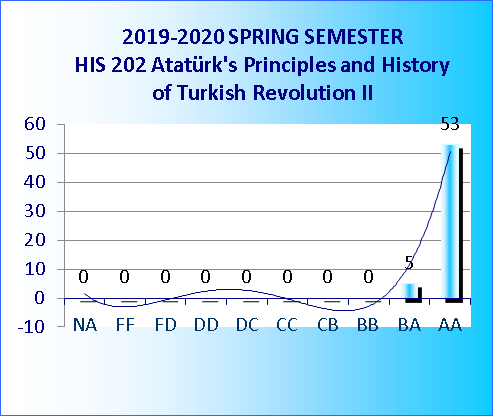 2019-2020 SPRING SEMESTER
HIS 202 Atatürk's Principles and History
of Turkish Revolution II
60
50
40
30
20
10
0
-10
0 0 0 0 0 0 0 0 5 53
NA FF FD DD DC CC CB BB BA AA